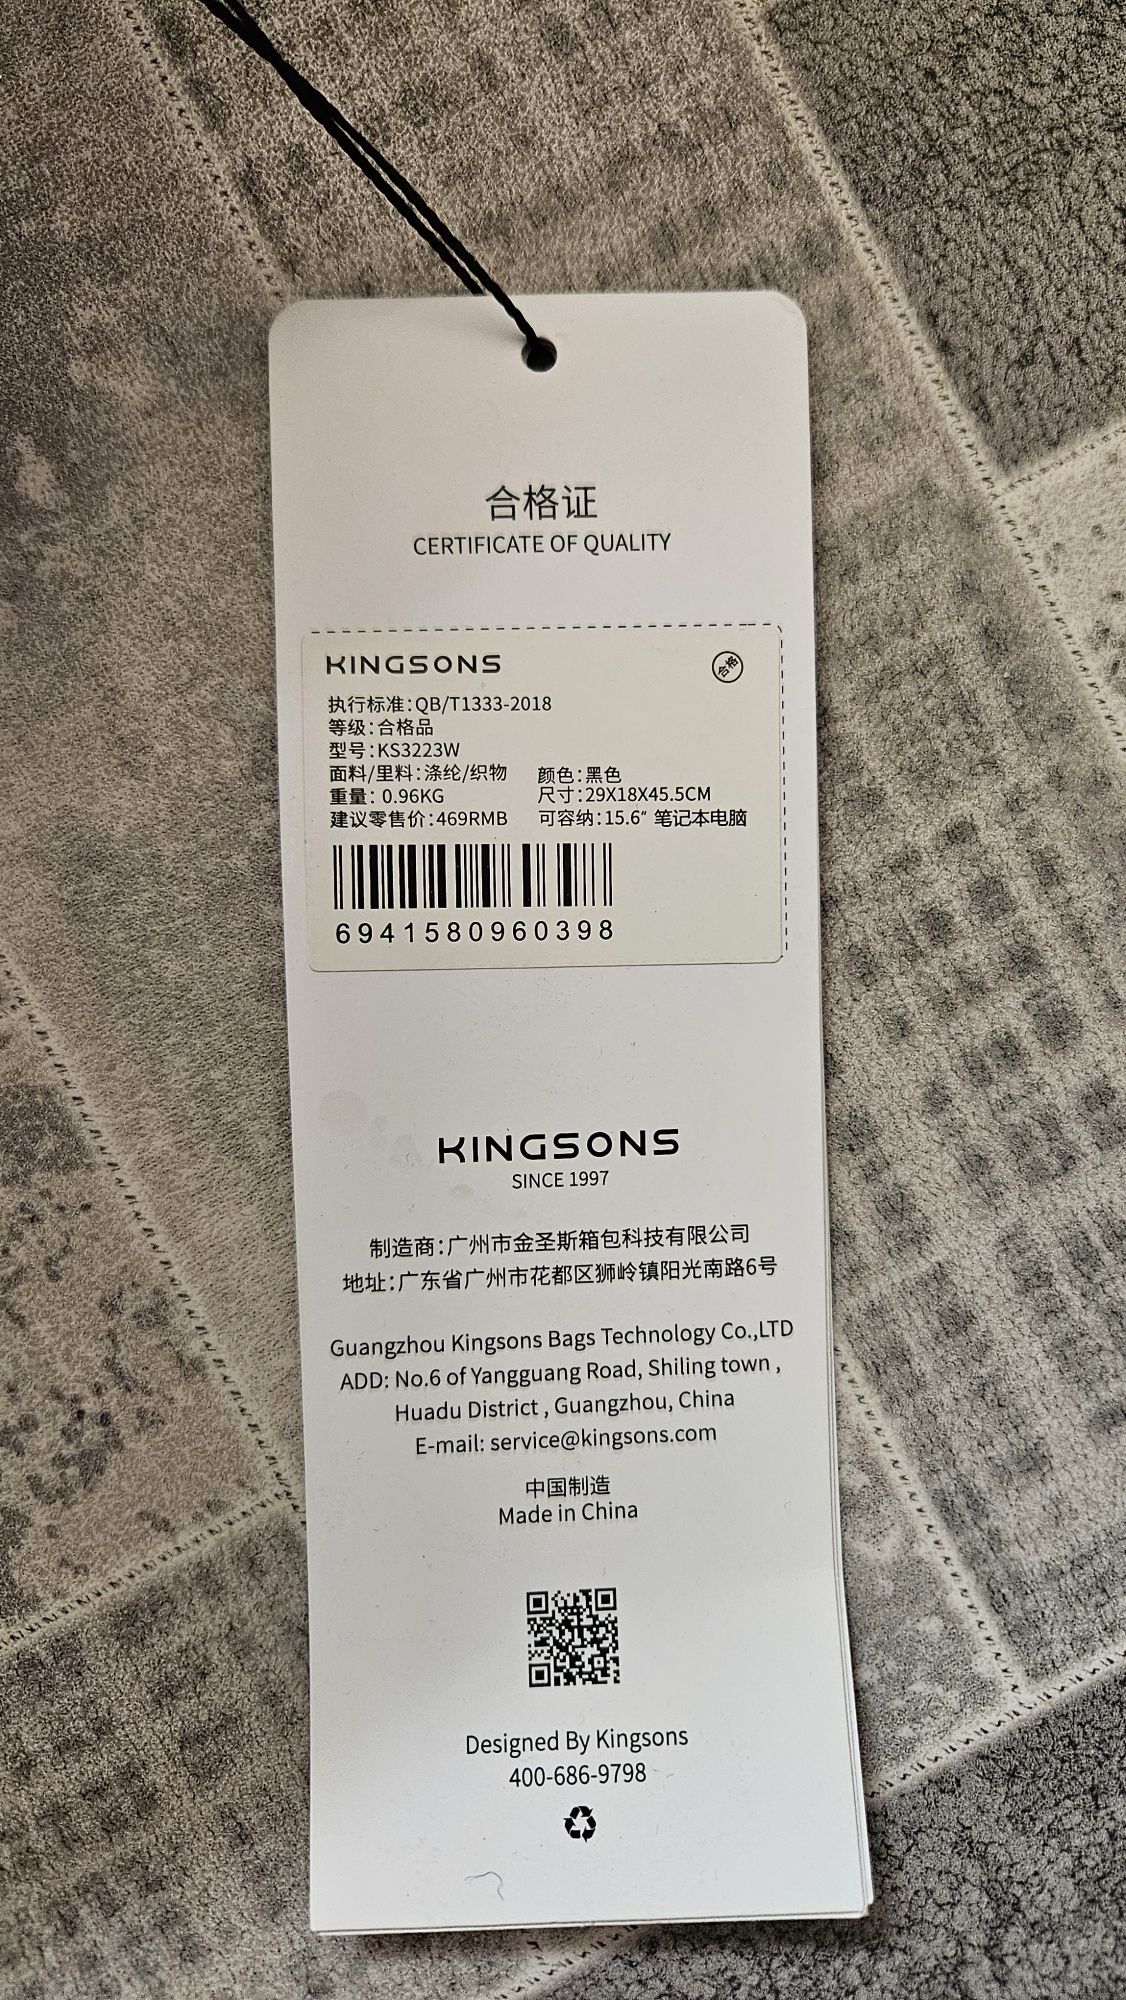 合格证
CERTIFICATE OF QUALITY
KINGSONS
合格
执行标准:QB/T1333-2018
等级:合格品
型号:KS3223W
面料/里料:涤纶/织物 颜色:黑色
重量: 0.96KG 尺寸:29X18X45.5CM
建议零售价:469RMB 可容纳:15.6" 笔记本电脑
6941580960398
KINGSONS
SINCE 1997
制造商:广州市金圣斯箱包科技有限公司
地址:广东省广州市花都区狮岭镇阳光南路6号
Guangzhou Kingsons Bags Technology Co.,LTD
ADD: No.6 of Yangguang Road, Shiling town ,
Huadu District , Guangzhou, China
E-mail: service@kingsons.com
中国制造
Made in China
Designed By Kingsons
400-686-9798